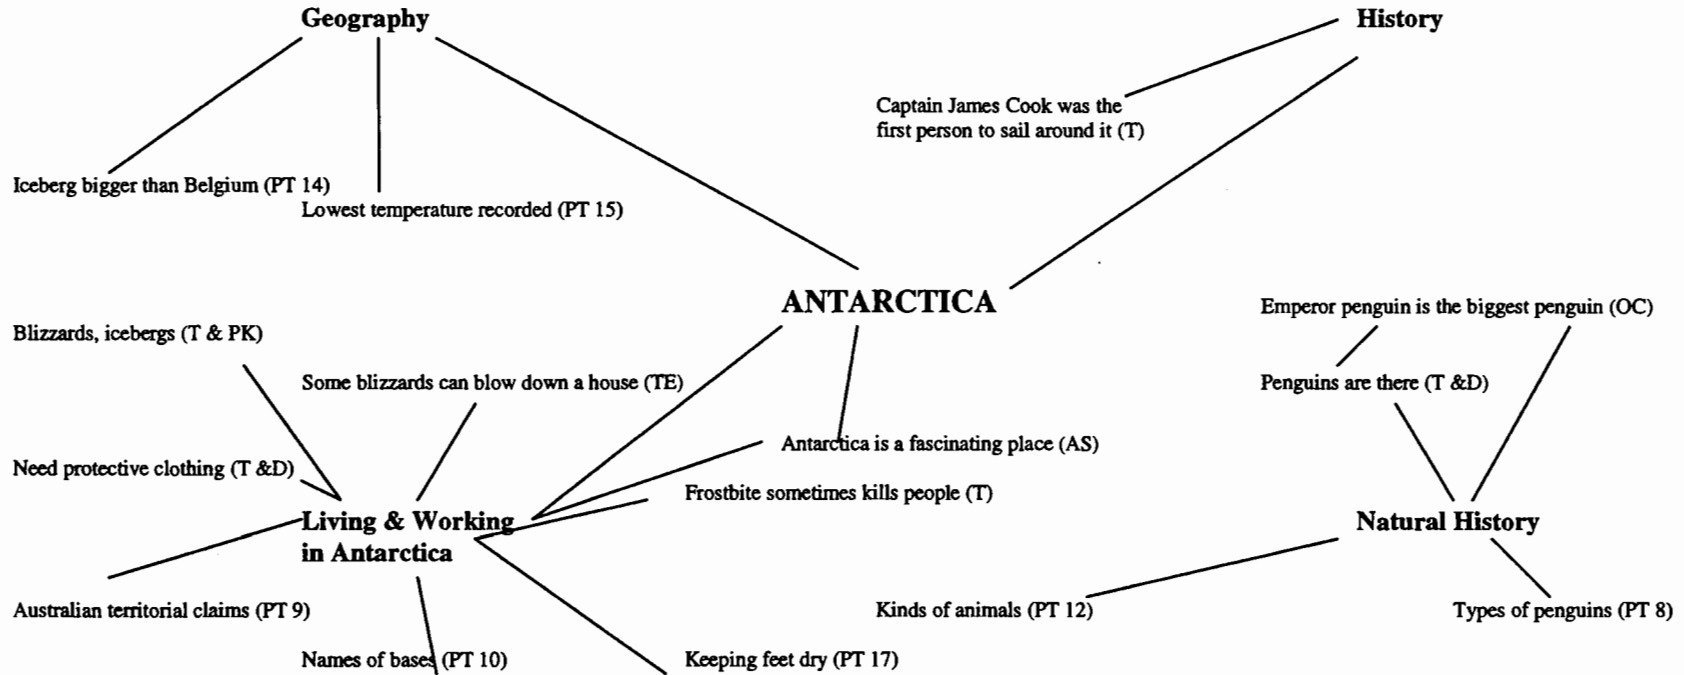 Geography
History
Captain James Cook was the
first person to sail around it (T)
Iceberg bigger than Belgium (PT 14)
Lowest temperature recorded (PT 15)
ANTARCTICA
Emperor penguin is the biggest penguin (OC)
Blizzards, icebergs (T & PK)
Some blizzards can blow down a house (TE)
Penguins are there (T &D)
Antarctica is a fascinating place (AS)
Need protective clothing (T &D)
Frostbite sometimes kills people (T)
Living & Working
in Antarctica
Natural History
Australian territorial claims (PT 9)
Kinds of animals (PT 12)
Types of penguins (PT 8)
Names of bases (PT 10)
Keeping feet dry (PT 17)